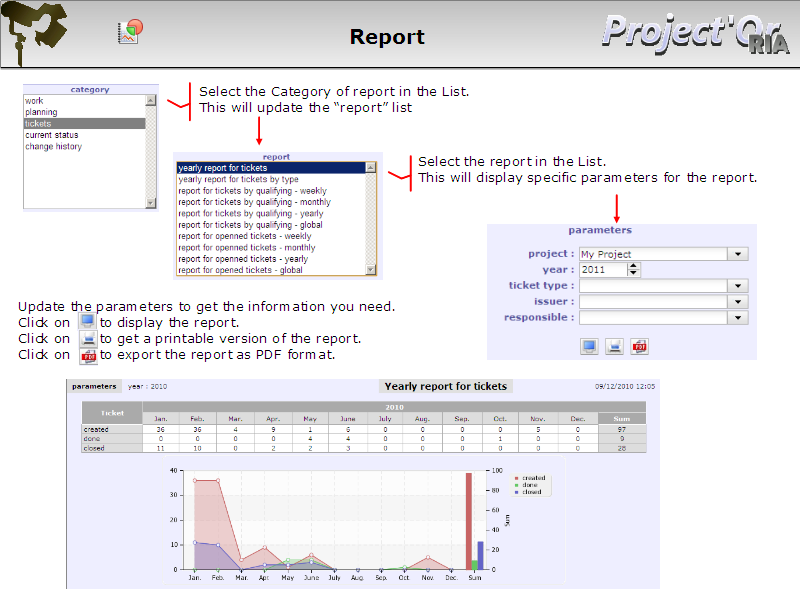 Report
Project'Or
RIA
category
work
planning
tickets
current status
change history
Select the Category of report in the List.
This will update the “report” list
report
yearly report for tickets
yearly report for tickets by type
report for tickets by qualifying - weekly
report for tickets by qualifying - monthly
report for tickets by qualifying - yearly
report for tickets by qualifying - global
report for openned tickets - weekly
report for openned tickets - monthly
report for opened tickets - yearly
report for opened tickets - global
Select the report in the List.
This will display specific parameters for the report.
parameters
project : My Project
year : 2011
ticket type :
issuer :
responsible :
PDF
Update the parameters to get the information you need.
Click on to display the report.
Click on to get a printable version of the report.
Click on PDF to export the report as PDF format.
parameters year : 2010 Yearly report for tickets 09/12/2010 12:05
Ticket 2010
Jan. Feb. Mar. Apr. May June July Aug. Sep. Oct. Nov. Dec. Sum
created 36 36 4 9 1 6 0 0 0 0 5 0 97
done 0 0 0 0 4 4 0 0 0 1 0 0 9
closed 11 10 0 2 2 3 0 0 0 0 0 0 28
40 100
30 80
20 60
10 40
0 20
0
Sum
created
done
closed
Jan. Feb. Mar. Apr. May June July Aug. Sep. Oct. Nov. Dec. Sum